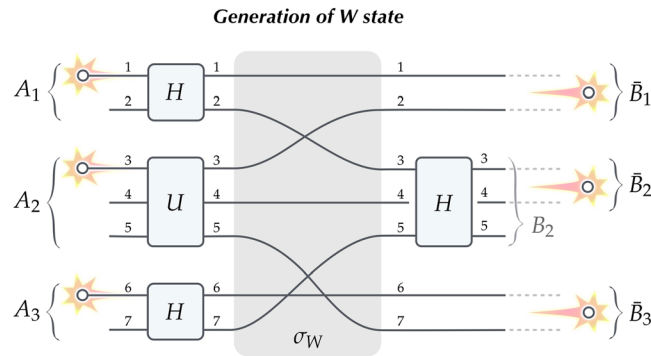 Generation of W state
A₁ 1 2 H 1 2 1 2 B̄₁
A₂ 3 4 5 U 3 4 5 3 4 5 H 3 4 5 B₂ B̄₂
A₃ 6 7 H 6 7 6 7 B̄₃
σ_W